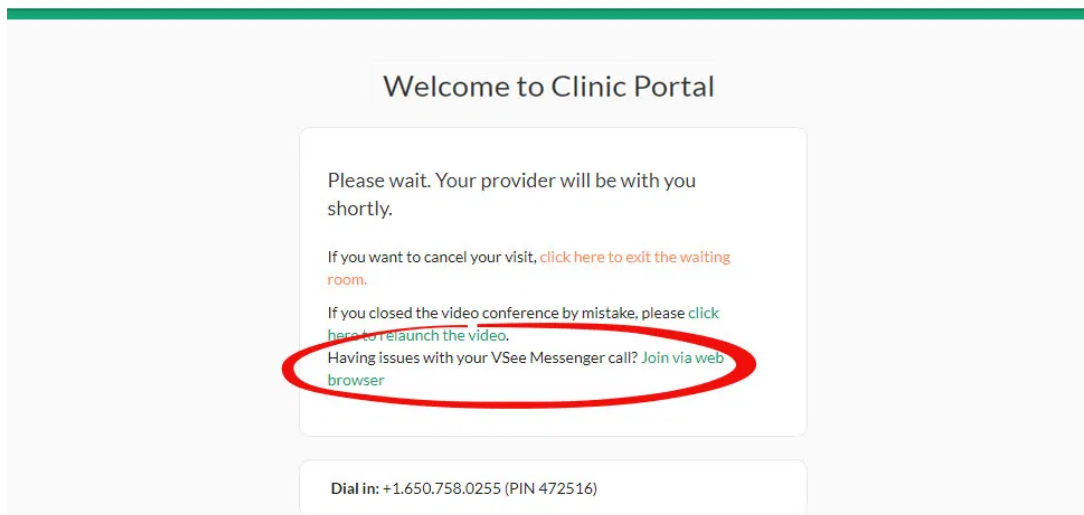 Welcome to Clinic Portal
Please wait. Your provider will be with you
shortly.
If you want to cancel your visit, click here to exit the waiting
room.
If you closed the video conference by mistake, please click
here to relaunch the video.
Having issues with your VSee Messenger call? Join via web
browser
Dial in: +1.650.758.0255 (PIN 472516)